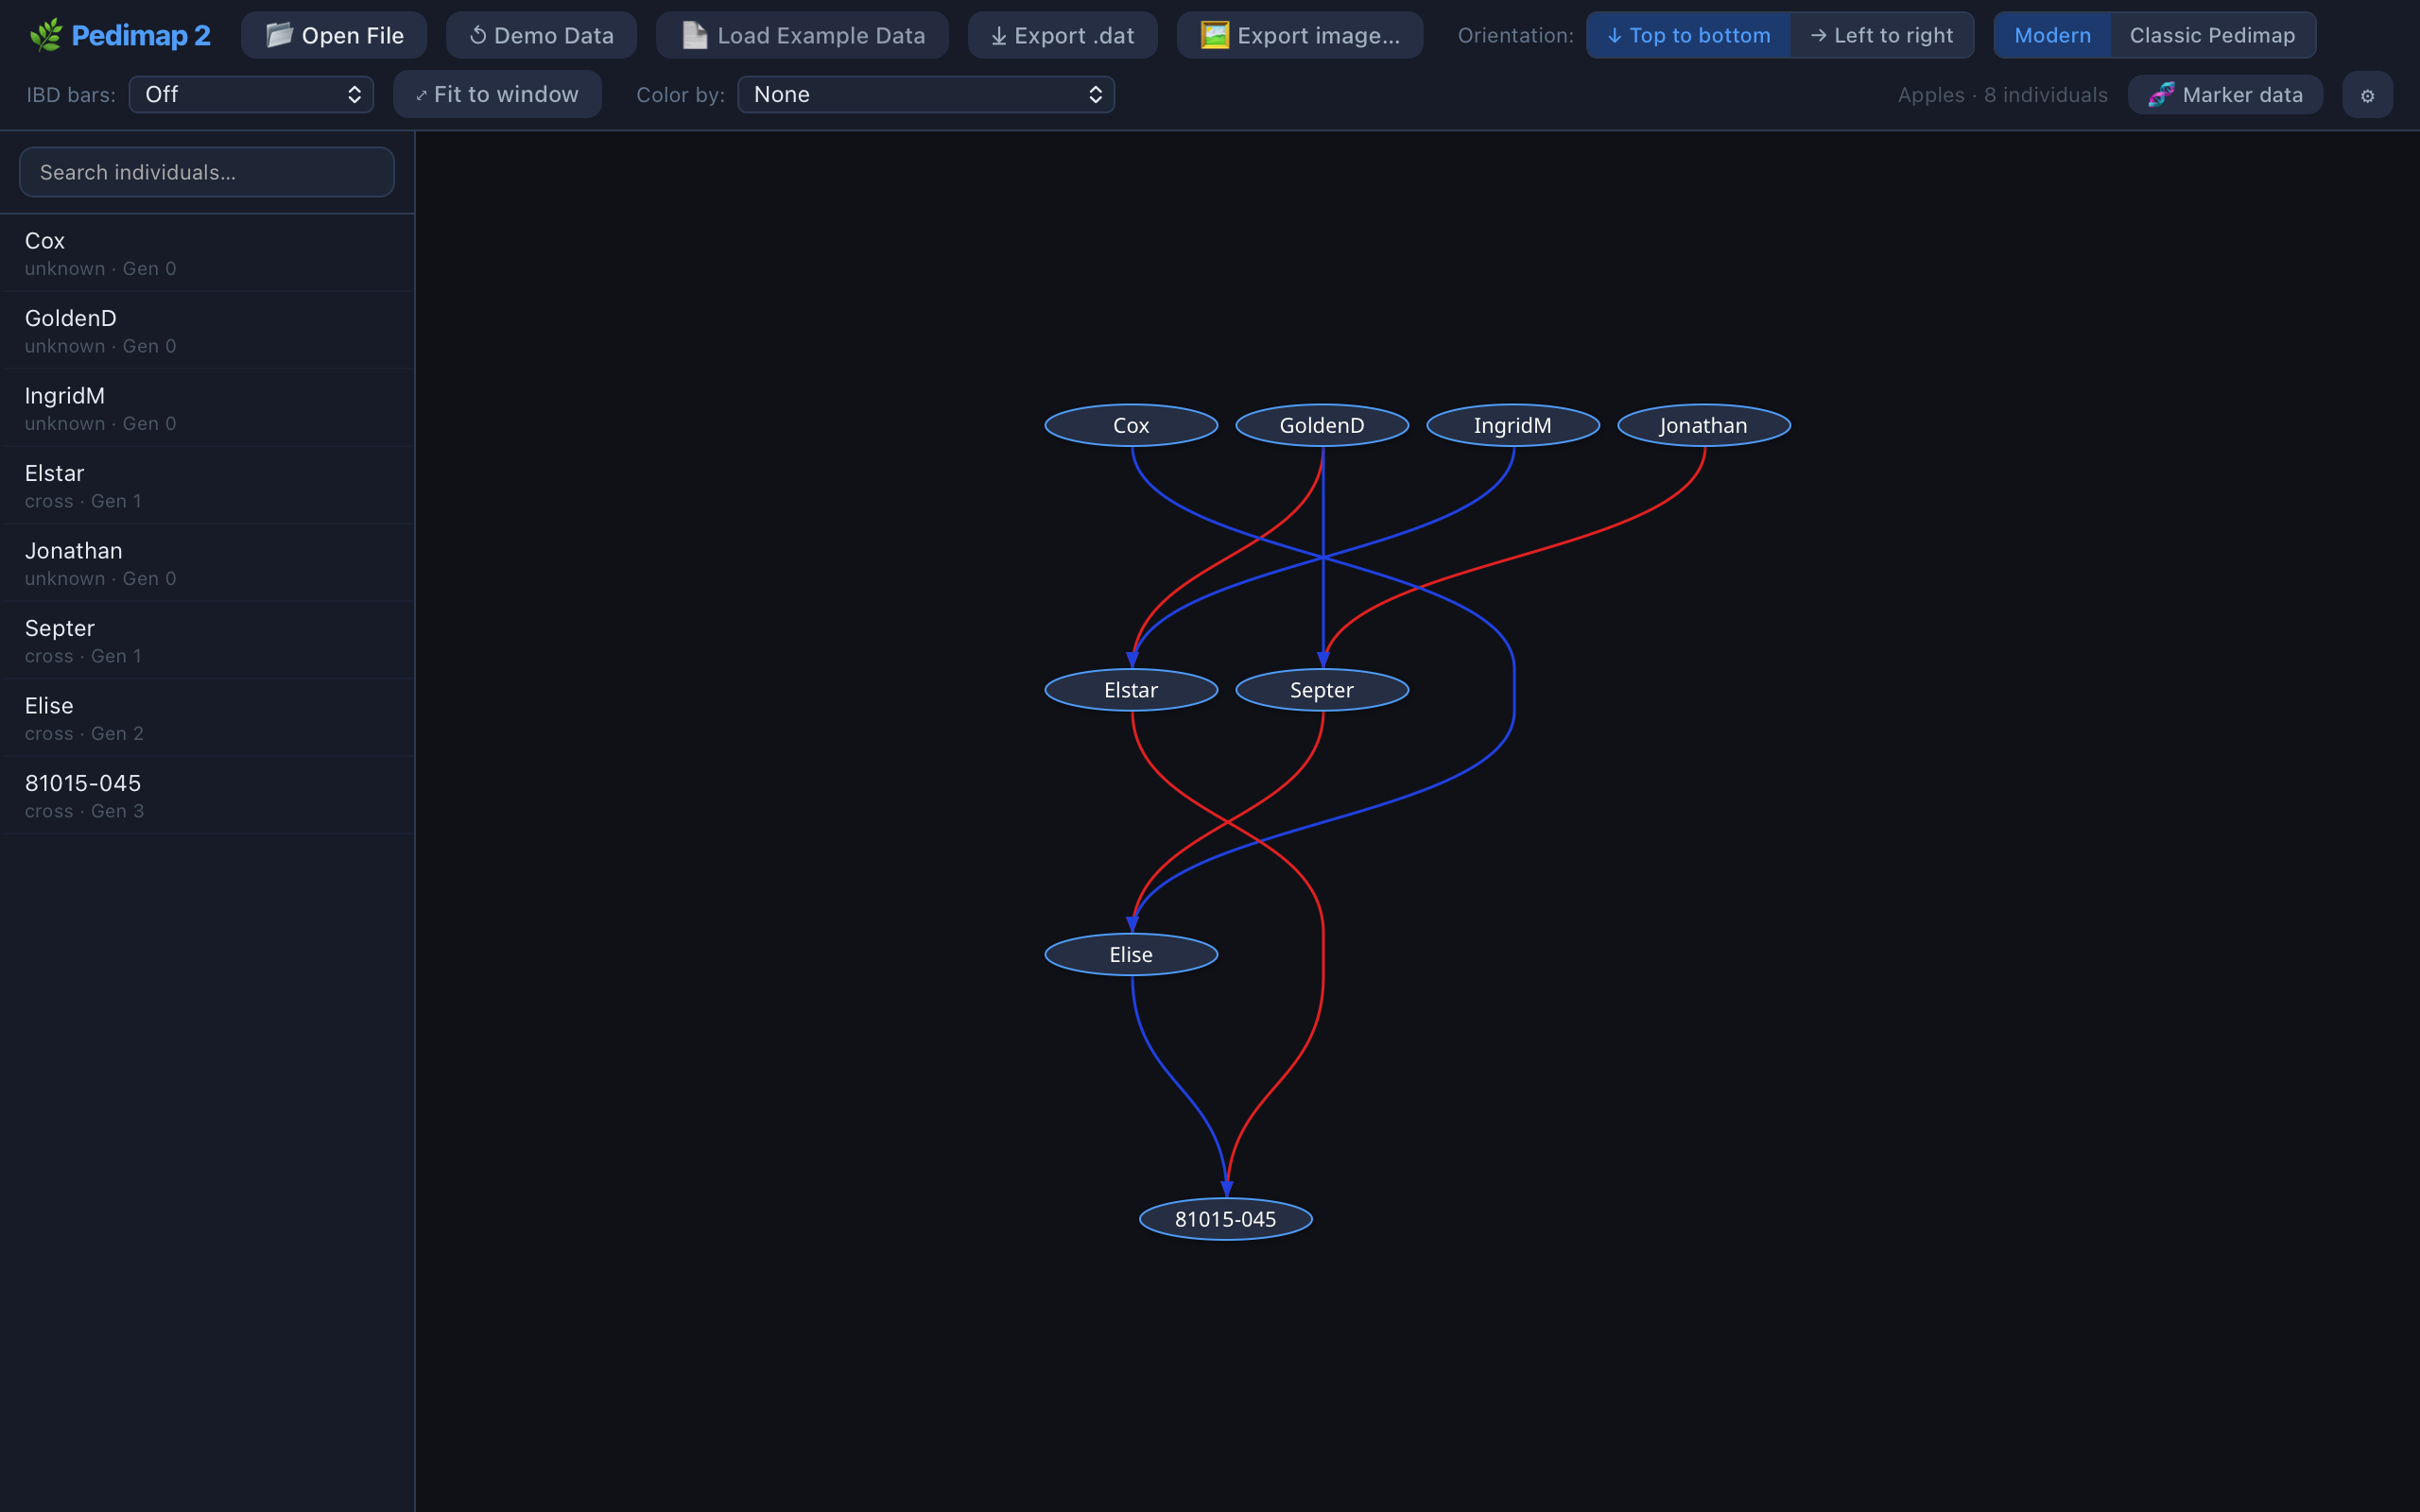 Pedimap 2
Open File
Demo Data
Load Example Data
Export .dat
Export image...
Orientation:
Top to bottom
Left to right
Modern
Classic Pedimap
IBD bars:
Off
Fit to window
Color by:
None
Apples · 8 individuals
Marker data
Search individuals...
Cox
unknown · Gen 0
GoldenD
unknown · Gen 0
IngridM
unknown · Gen 0
Elstar
cross · Gen 1
Jonathan
unknown · Gen 0
Septer
cross · Gen 1
Elise
cross · Gen 2
81015-045
cross · Gen 3
Cox
GoldenD
IngridM
Jonathan
Elstar
Septer
Elise
81015-045